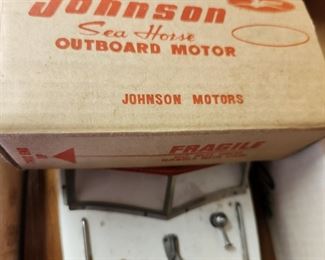 Johnson
Sea Horse
OUTBOARD MOTOR
JOHNSON MOTORS
FRAGILE